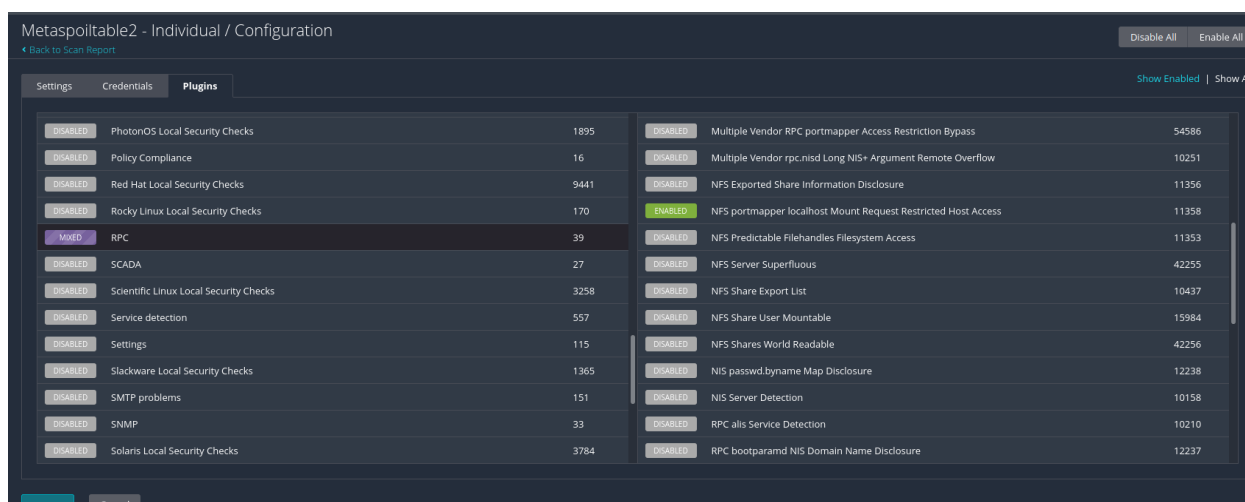 Metaspoiltable2 - Individual / Configuration
Back to Scan Report
Disable All Enable All
Settings Credentials Plugins
Show Enabled | Show A
DISABLED PhotonOS Local Security Checks 1895
DISABLED Policy Compliance 16
DISABLED Red Hat Local Security Checks 9441
DISABLED Rocky Linux Local Security Checks 170
MIXED RPC 39
DISABLED SCADA 27
DISABLED Scientific Linux Local Security Checks 3258
DISABLED Service detection 557
DISABLED Settings 115
DISABLED Slackware Local Security Checks 1365
DISABLED SMTP problems 151
DISABLED SNMP 33
DISABLED Solaris Local Security Checks 3784
DISABLED Multiple Vendor RPC portmapper Access Restriction Bypass 54586
DISABLED Multiple Vendor rpc.nisd Long NIS+ Argument Remote Overflow 10251
DISABLED NFS Exported Share Information Disclosure 11356
ENABLED NFS portmapper localhost Mount Request Restricted Host Access 11358
DISABLED NFS Predictable Filehandles Filesystem Access 11353
DISABLED NFS Server Superfluous 42255
DISABLED NFS Share Export List 10437
DISABLED NFS Share User Mountable 15984
DISABLED NFS Shares World Readable 42256
DISABLED NIS passwd.byname Map Disclosure 12238
DISABLED NIS Server Detection 10158
DISABLED RPC alis Service Detection 10210
DISABLED RPC bootparamd NIS Domain Name Disclosure 12237